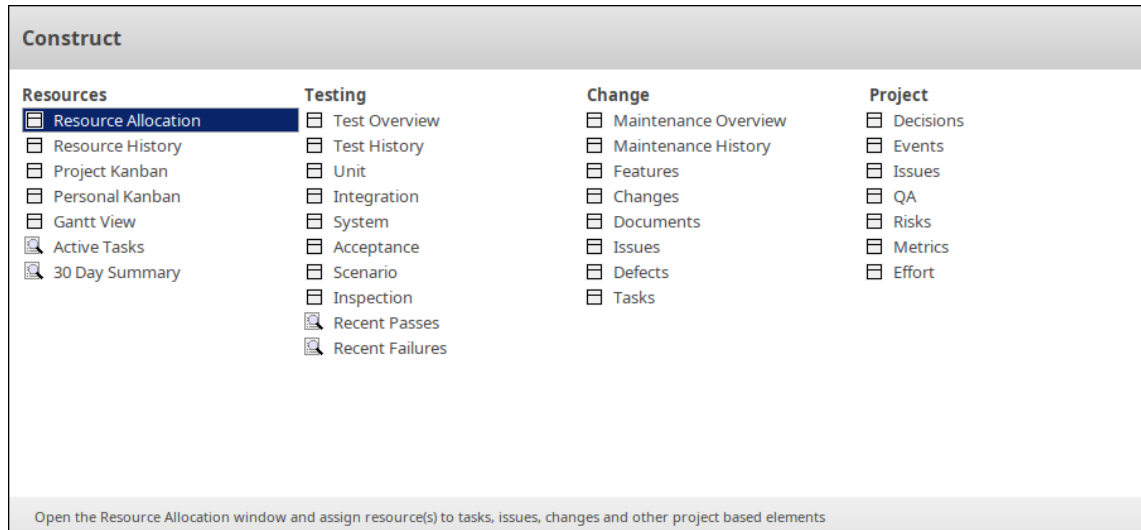 Construct
Resources
Resource Allocation
Resource History
Project Kanban
Personal Kanban
Gantt View
Active Tasks
30 Day Summary
Testing
Test Overview
Test History
Unit
Integration
System
Acceptance
Scenario
Inspection
Recent Passes
Recent Failures
Change
Maintenance Overview
Maintenance History
Features
Changes
Documents
Issues
Defects
Tasks
Project
Decisions
Events
Issues
QA
Risks
Metrics
Effort
Open the Resource Allocation window and assign resource(s) to tasks, issues, changes and other project based elements